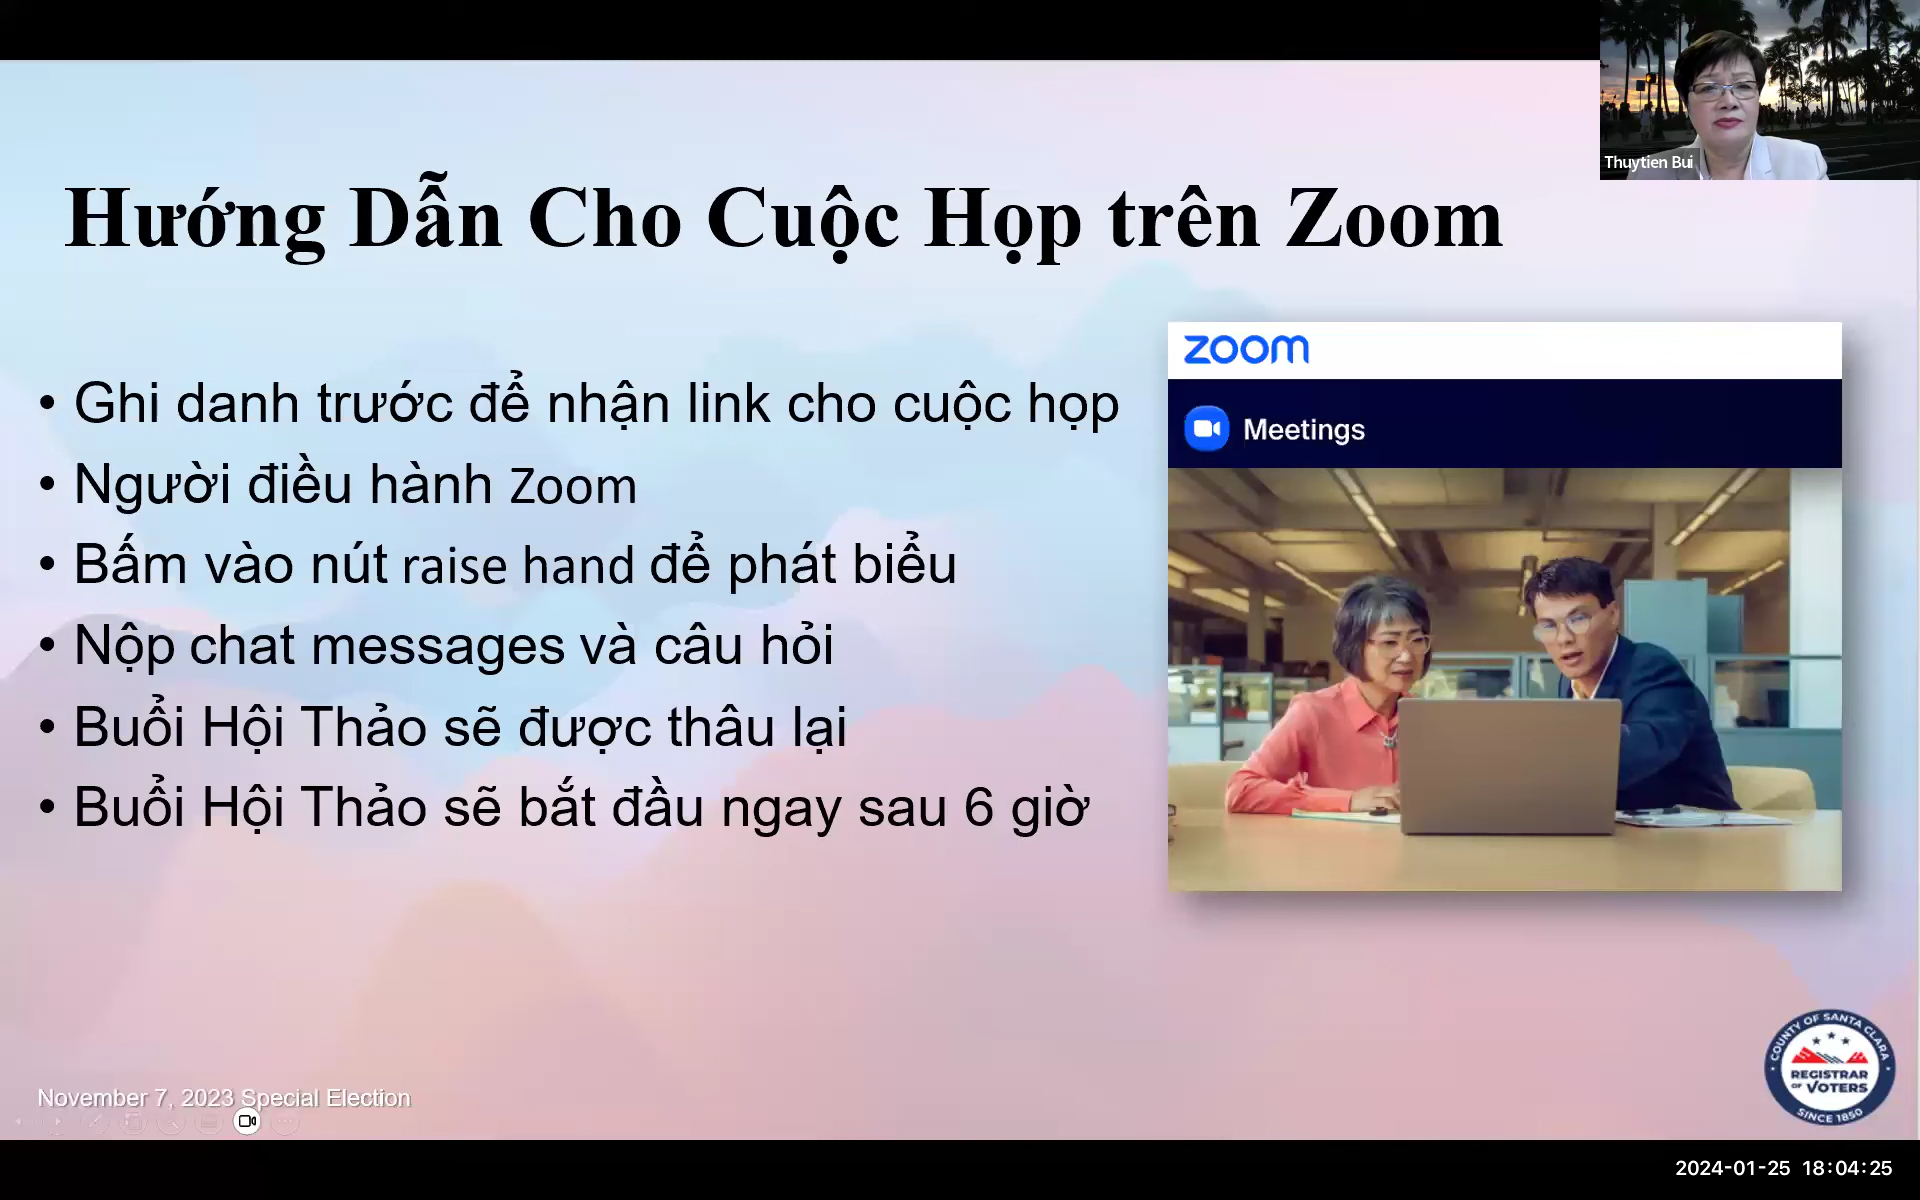 Thuytien Bui
Hướng Dẫn Cho Cuộc Họp trên Zoom
• Ghi danh trước để nhận link cho cuộc họp
• Người điều hành Zoom
• Bấm vào nút raise hand để phát biểu
• Nộp chat messages và câu hỏi
• Buổi Hội Thảo sẽ được thâu lại
• Buổi Hội Thảo sẽ bắt đầu ngay sau 6 giờ
zoom
Meetings
COUNTY OF SANTA CLARA
REGISTRAR
OF VOTERS
SINCE 1850
November 7, 2023 Special Election
2024-01-25 18:04:25